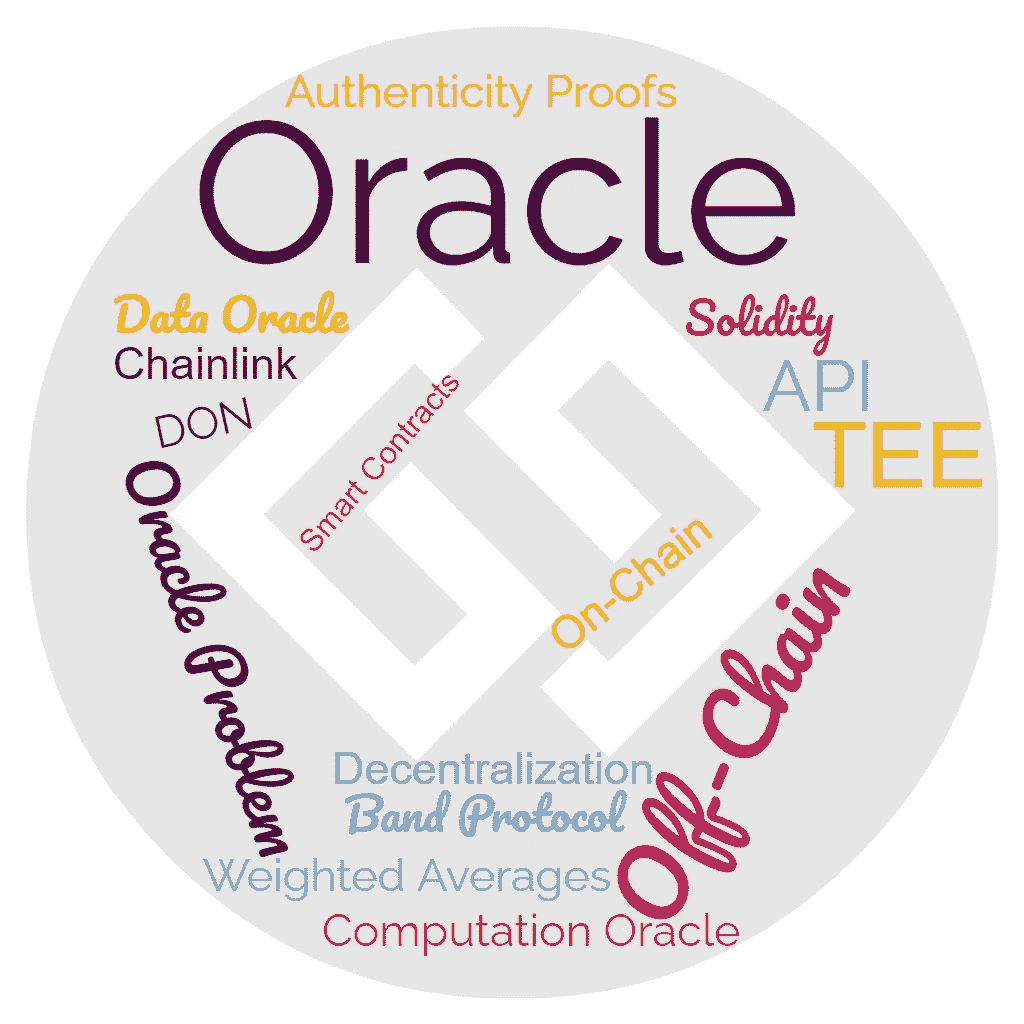 Authenticity Proofs
Oracle
Data Oracle
Solidity
Chainlink
API
DON
TEE
Smart Contracts
Oracle Problem
On-Chain
Off-Chain
Decentralization
Band Protocol
Weighted Averages
Computation Oracle